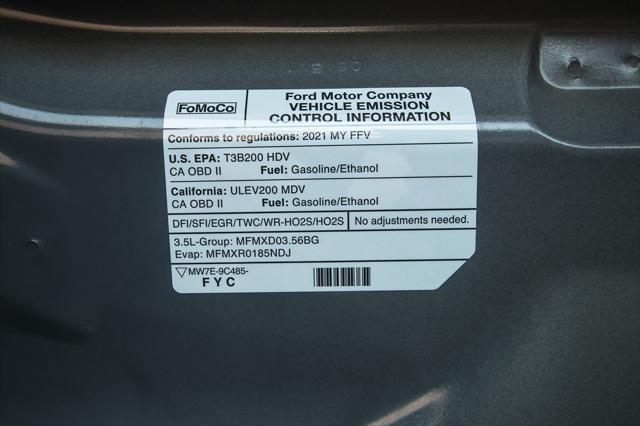 FoMoCo
Ford Motor Company
VEHICLE EMISSION
CONTROL INFORMATION
Conforms to regulations: 2021 MY FFV
U.S. EPA: T3B200 HDV
CA OBD II Fuel: Gasoline/Ethanol
California: ULEV200 MDV
CA OBD II Fuel: Gasoline/Ethanol
DFI/SFI/EGR/TWC/WR-HO2S/HO2S No adjustments needed.
3.5L-Group: MFMXD03.56BG
Evap: MFMXR0185NDJ
MW7E-9C485-
FYC